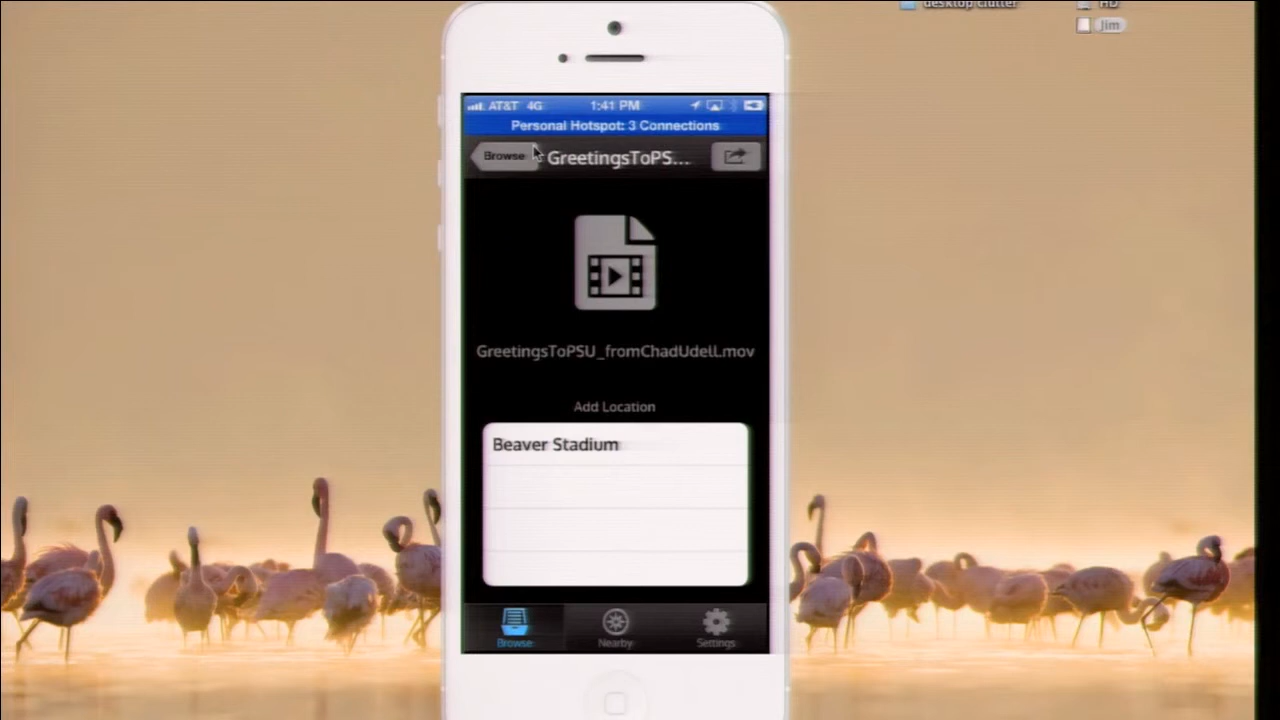 desktop clutter
HD
Jim
AT&T 4G 1:41 PM
Personal Hotspot: 3 Connections
Browse GreetingsToPS...
GreetingsToPSU_fromChadUdell.mov
Add Location
Beaver Stadium
Browse Nearby Settings